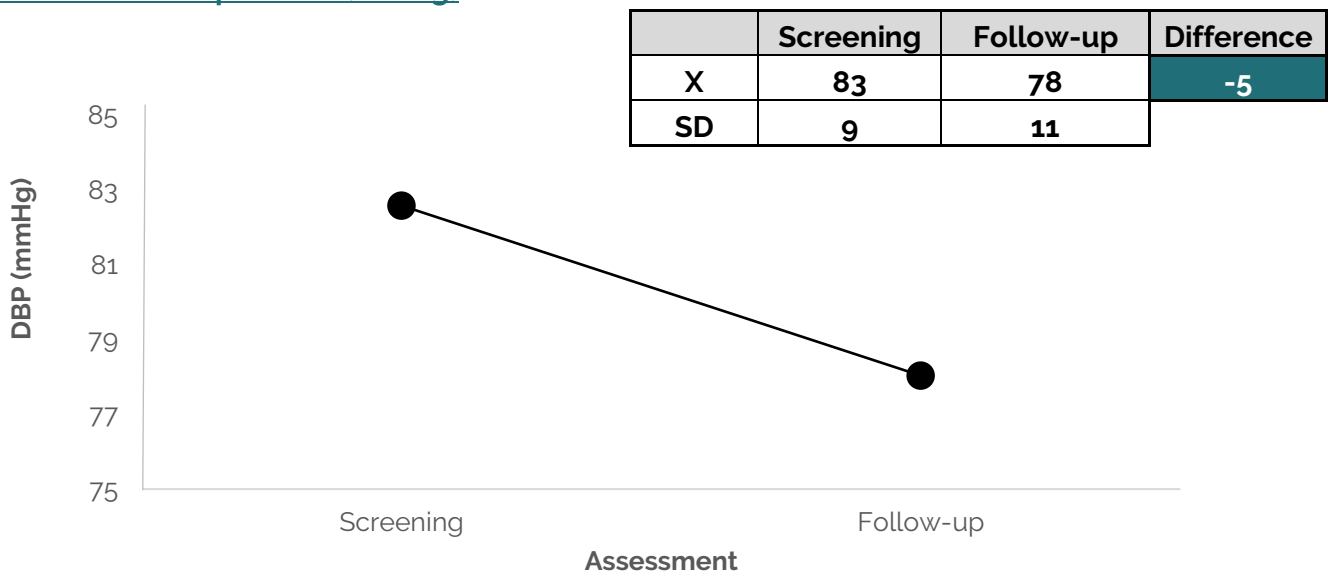 Screening Follow-up Difference
X 83 78 -5
SD 9 11
85
83
81
79
77
75
DBP (mmHg)
Screening Follow-up
Assessment